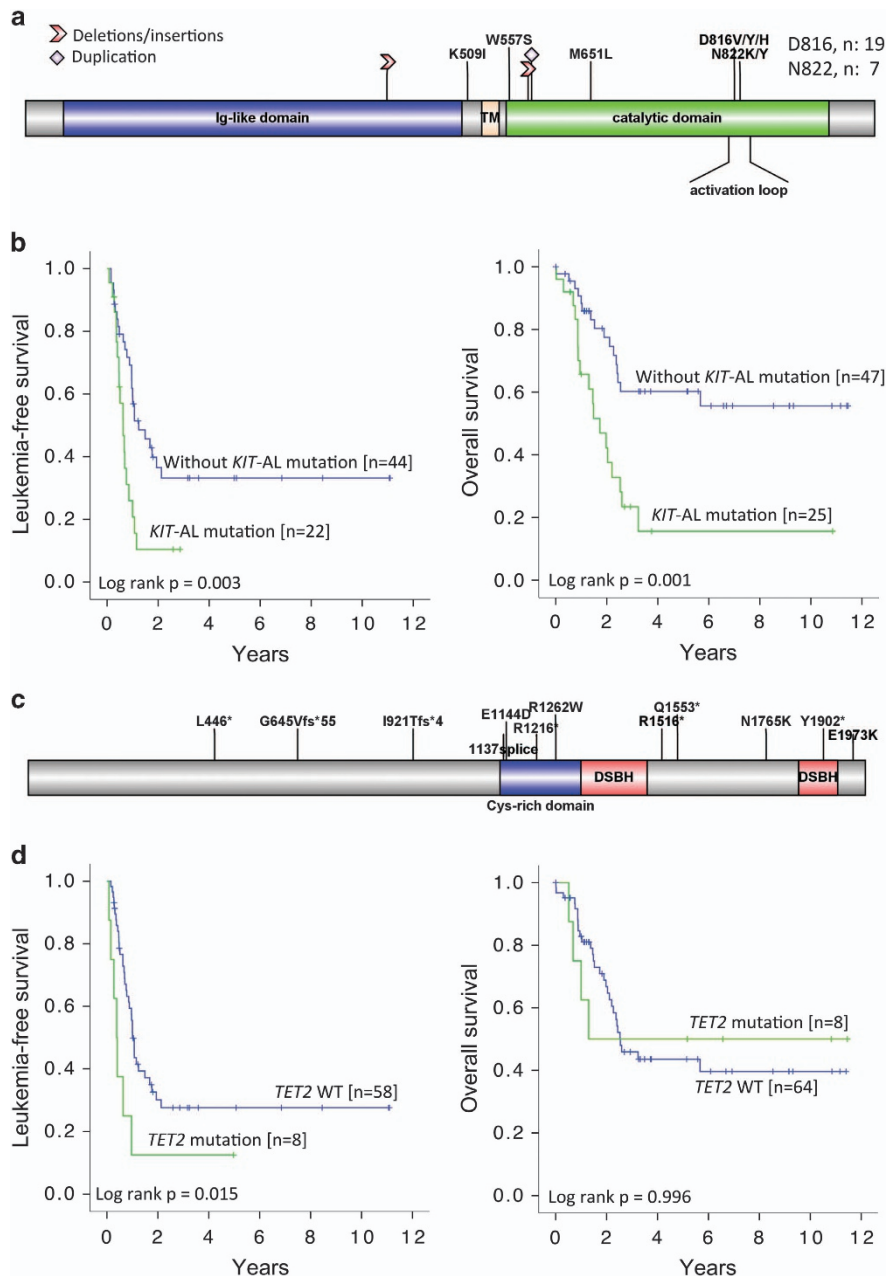 a
Deletions/insertions
Duplication
K509I
W557S
M651L
D816V/Y/H
N822K/Y
D816, n: 19
N822, n: 7
Ig-like domain
TM
catalytic domain
activation loop
b
Leukemia-free survival
1.0
0.8
0.6
0.4
0.2
0.0
Without KIT-AL mutation [n=44]
KIT-AL mutation [n=22]
Log rank p = 0.003
0 2 4 6 8 10 12
Years
Overall survival
1.0
0.8
0.6
0.4
0.2
0.0
Without KIT-AL mutation [n=47]
KIT-AL mutation [n=25]
Log rank p = 0.001
0 2 4 6 8 10 12
Years
c
L446*
G645Vfs*55
I921Tfs*4
E1144D
R1262W
R1216*
1137splice
Q1553*
R1516*
N1765K
Y1902*
E1973K
DSBH
DSBH
Cys-rich domain
d
Leukemia-free survival
1.0
0.8
0.6
0.4
0.2
0.0
TET2 WT [n=58]
TET2 mutation [n=8]
Log rank p = 0.015
0 2 4 6 8 10 12
Years
Overall survival
1.0
0.8
0.6
0.4
0.2
0.0
TET2 mutation [n=8]
TET2 WT [n=64]
Log rank p = 0.996
0 2 4 6 8 10 12
Years